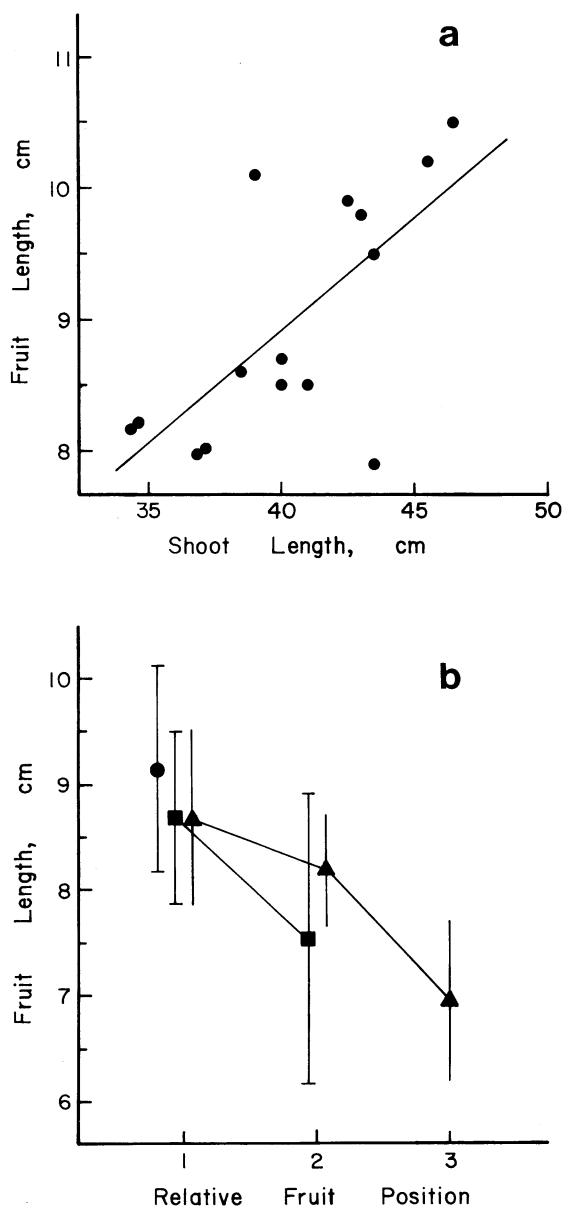 a
11
10
9
8
Fruit Length, cm
35 40 45 50
Shoot Length, cm
b
10
9
8
7
6
Fruit Length, cm
1 2 3
Relative Fruit Position